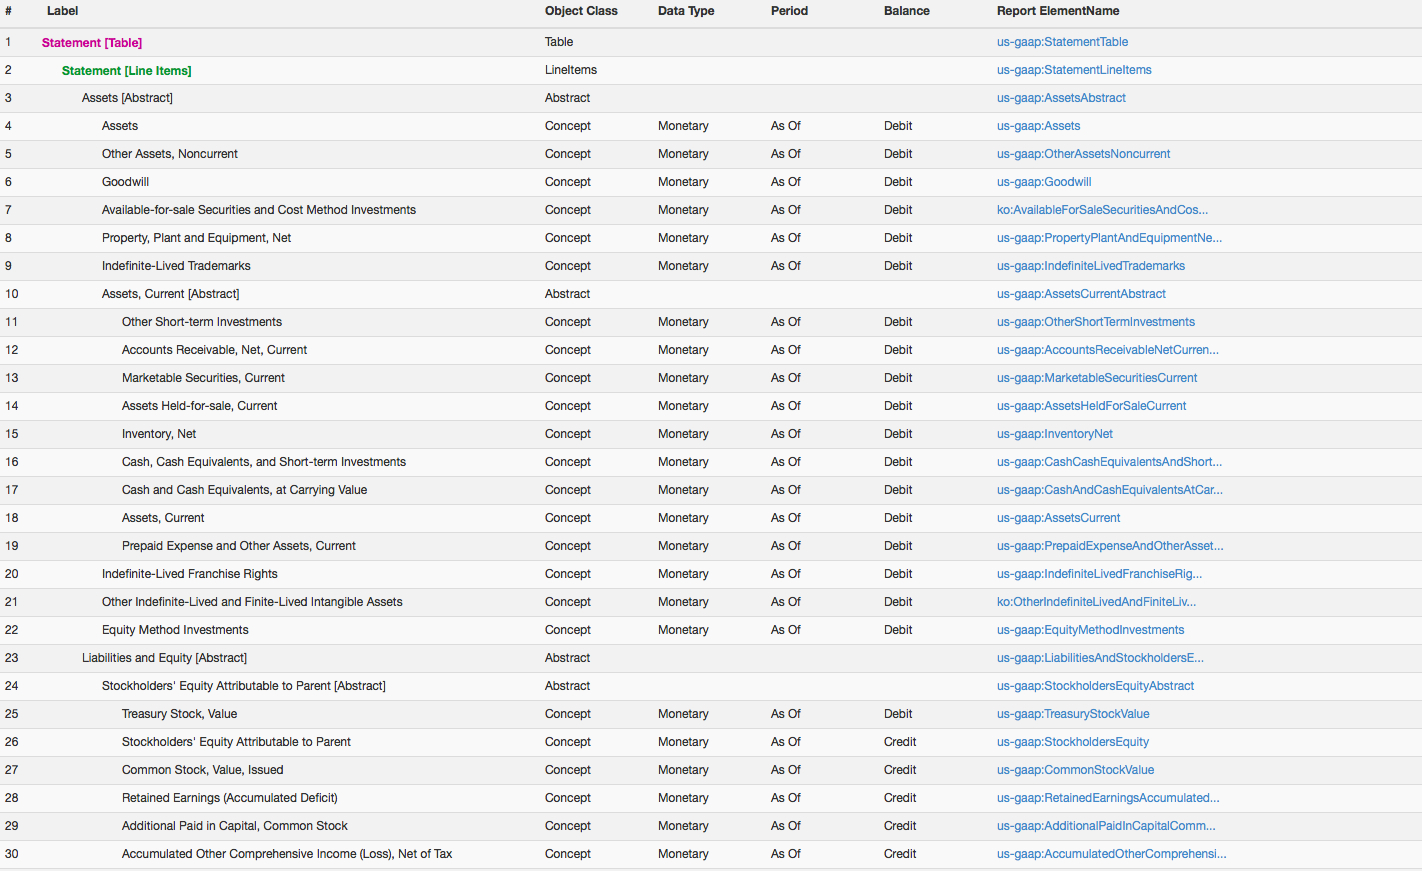 # Label Object Class Data Type Period Balance Report ElementName
1 Statement [Table] Table us-gaap:StatementTable
2 Statement [Line Items] LineItems us-gaap:StatementLineItems
3 Assets [Abstract] Abstract us-gaap:AssetsAbstract
4 Assets Concept Monetary As Of Debit us-gaap:Assets
5 Other Assets, Noncurrent Concept Monetary As Of Debit us-gaap:OtherAssetsNoncurrent
6 Goodwill Concept Monetary As Of Debit us-gaap:Goodwill
7 Available-for-sale Securities and Cost Method Investments Concept Monetary As Of Debit ko:AvailableForSaleSecuritiesAndCos...
8 Property, Plant and Equipment, Net Concept Monetary As Of Debit us-gaap:PropertyPlantAndEquipmentNe...
9 Indefinite-Lived Trademarks Concept Monetary As Of Debit us-gaap:IndefiniteLivedTrademarks
10 Assets, Current [Abstract] Abstract us-gaap:AssetsCurrentAbstract
11 Other Short-term Investments Concept Monetary As Of Debit us-gaap:OtherShortTermInvestments
12 Accounts Receivable, Net, Current Concept Monetary As Of Debit us-gaap:AccountsReceivableNetCurren...
13 Marketable Securities, Current Concept Monetary As Of Debit us-gaap:MarketableSecuritiesCurrent
14 Assets Held-for-sale, Current Concept Monetary As Of Debit us-gaap:AssetsHeldForSaleCurrent
15 Inventory, Net Concept Monetary As Of Debit us-gaap:InventoryNet
16 Cash, Cash Equivalents, and Short-term Investments Concept Monetary As Of Debit us-gaap:CashCashEquivalentsAndShort...
17 Cash and Cash Equivalents, at Carrying Value Concept Monetary As Of Debit us-gaap:CashAndCashEquivalentsAtCar...
18 Assets, Current Concept Monetary As Of Debit us-gaap:AssetsCurrent
19 Prepaid Expense and Other Assets, Current Concept Monetary As Of Debit us-gaap:PrepaidExpenseAndOtherAsset...
20 Indefinite-Lived Franchise Rights Concept Monetary As Of Debit us-gaap:IndefiniteLivedFranchiseRig...
21 Other Indefinite-Lived and Finite-Lived Intangible Assets Concept Monetary As Of Debit ko:OtherIndefiniteLivedAndFiniteLiv...
22 Equity Method Investments Concept Monetary As Of Debit us-gaap:EquityMethodInvestments
23 Liabilities and Equity [Abstract] Abstract us-gaap:LiabilitiesAndStockholdersE...
24 Stockholders' Equity Attributable to Parent [Abstract] Abstract us-gaap:StockholdersEquityAbstract
25 Treasury Stock, Value Concept Monetary As Of Debit us-gaap:TreasuryStockValue
26 Stockholders' Equity Attributable to Parent Concept Monetary As Of Credit us-gaap:StockholdersEquity
27 Common Stock, Value, Issued Concept Monetary As Of Credit us-gaap:CommonStockValue
28 Retained Earnings (Accumulated Deficit) Concept Monetary As Of Credit us-gaap:RetainedEarningsAccumulated...
29 Additional Paid in Capital, Common Stock Concept Monetary As Of Credit us-gaap:AdditionalPaidInCapitalComm...
30 Accumulated Other Comprehensive Income (Loss), Net of Tax Concept Monetary As Of Credit us-gaap:AccumulatedOtherComprehensi...